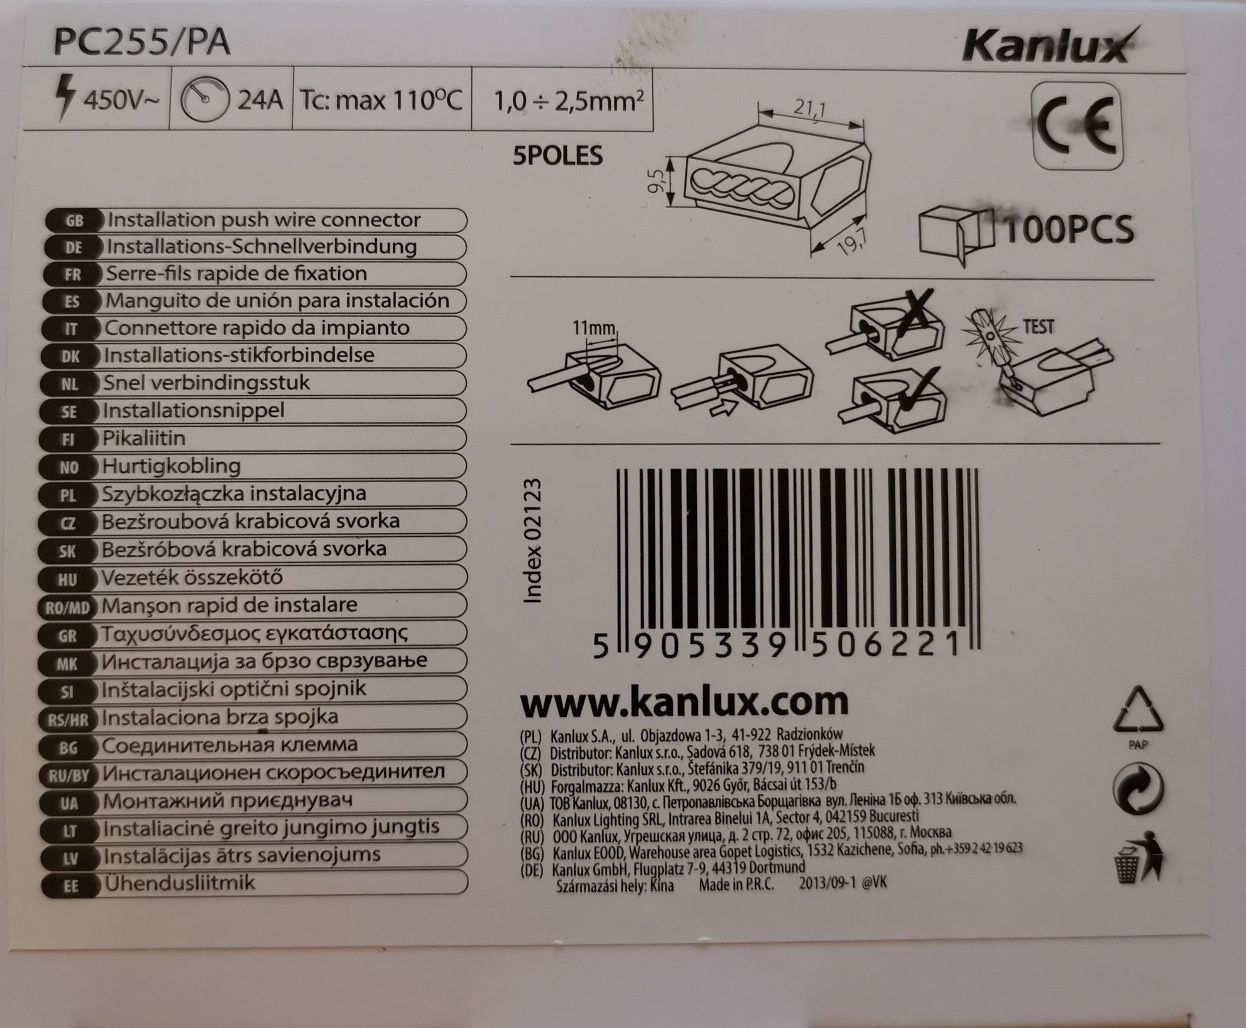 PC255/PA
Kanlux
450V~ 24A Tc: max 110ºC 1,0 ÷ 2,5mm²
CE
5POLES
21,1
9,5
19,7
100PCS
GB Installation push wire connector
DE Installations-Schnellverbindung
FR Serre-fils rapide de fixation
ES Manguito de unión para instalación
IT Connettore rapido da impianto
DK Installations-stikforbindelse
NL Snel verbindingsstuk
SE Installationsnippel
FI Pikaliitin
NO Hurtigkobling
PL Szybkozłączka instalacyjna
CZ Bezšroubová krabicová svorka
SK Bezšróbová krabicová svorka
HU Vezeték összekötő
RO/MD Manşon rapid de instalare
GR Ταχυσύνδεσμος εγκατάστασης
MK Инсталација за брзо сврзување
SI Inštalacijski optični spojnik
RS/HR Instalaciona brza spojka
BG Соединительная клемма
RU/BY Инсталационен скоросъединител
UA Монтажний приєднувач
LT Instaliacinė greito jungimo jungtis
LV Instalācijas ātrs savienojums
EE Ühendusliitmik
11mm
TEST
Index 02123
5 905339 506221
www.kanlux.com
(PL) Kanlux S.A., ul. Objazdowa 1-3, 41-922 Radzionków
(CZ) Distributor: Kanlux s.r.o., Sadová 618, 738 01 Frýdek-Místek
(SK) Distributor: Kanlux s.r.o., Štefánika 379/19, 911 01 Trenčín
(HU) Forgalmazza: Kanlux Kft., 9026 Győr, Bácsai út 153/b
(UA) ТОВ Kanlux, 08130, с. Петропавлівська Борщагівка вул. Леніна 1Б оф. 313 Київська обл.
(RO) Kanlux Lighting SRL, Intrarea Binelui 1A, Sector 4, 042159 Bucuresti
(RU) ООО Kanlux, Угрешская улица, д. 2 стр. 72, офис 205, 115088, г. Москва
(BG) Kanlux EOOD, Warehouse area Gopet Logistics, 1532 Kazichene, Sofia, ph.+359 2 42 19 623
(DE) Kanlux GmbH, Flugplatz 7-9, 44319 Dortmund
Származási hely: Kína Made in P.R.C. 2013/09-1 @VK
PAP